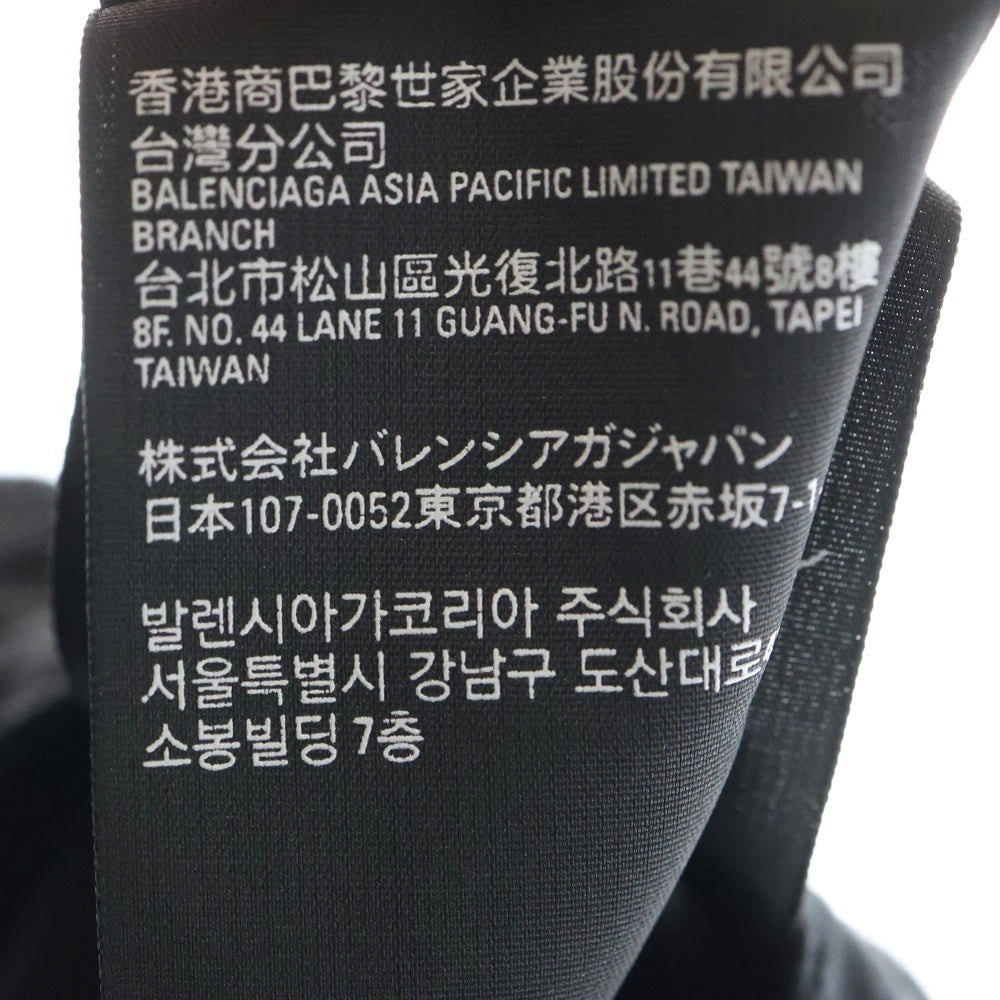 香港商巴黎世家企業股份有限公司
台灣分公司
BALENCIAGA ASIA PACIFIC LIMITED TAIWAN
BRANCH
台北市松山區光復北路11巷44號8樓
8F. NO. 44 LANE 11 GUANG-FU N. ROAD, TAPEI
TAIWAN
株式会社バレンシアガジャパン
日本107-0052東京都港区赤坂7-1
발렌시아가코리아 주식회사
서울특별시 강남구 도산대로
소봉빌딩 7층